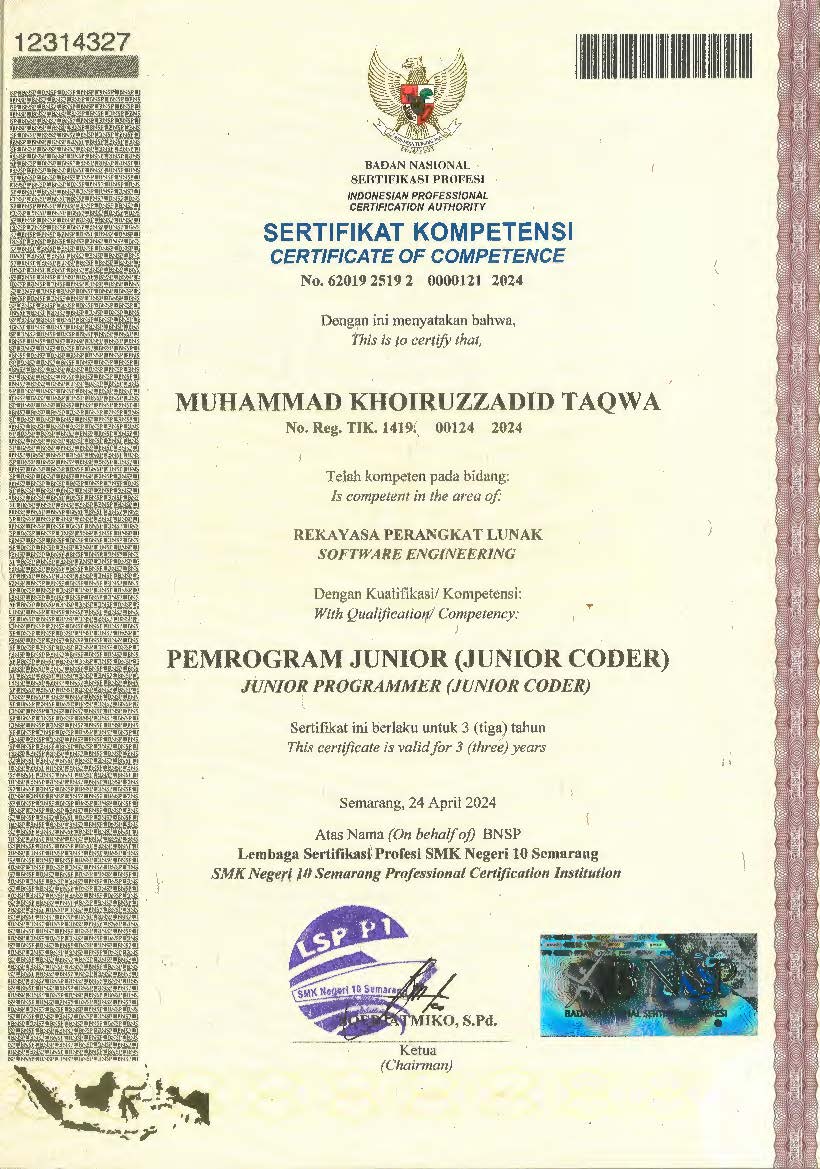 12314327
BADAN NASIONAL
SERTIFIKASI PROFESI
INDONESIAN PROFESSIONAL
CERTIFICATION AUTHORITY
SERTIFIKAT KOMPETENSI
CERTIFICATE OF COMPETENCE
No. 62019 2519 2 0000121 2024
Dengan ini menyatakan bahwa,
This is to certify that,
MUHAMMAD KHOIRUZZADID TAQWA
No. Reg. TIK. 1419. 00124 2024
Telah kompeten pada bidang:
Is competent in the area of:
REKAYASA PERANGKAT LUNAK
SOFTWARE ENGINEERING
Dengan Kualifikasi/ Kompetensi:
With Qualification/ Competency:
PEMROGRAM JUNIOR (JUNIOR CODER)
JUNIOR PROGRAMMER (JUNIOR CODER)
Sertifikat ini berlaku untuk 3 (tiga) tahun
This certificate is valid for 3 (three) years
Semarang, 24 April 2024
Atas Nama (On behalf of) BNSP
Lembaga Sertifikasi Profesi SMK Negeri 10 Semarang
SMK Negeri 10 Semarang Professional Certification Institution
LSP P1
SMK Negeri 10 Semarang
S.Pd.
Ketua
(Chairman)
BNSP
BADAN NASIONAL SERTIFIKASI PROFESI